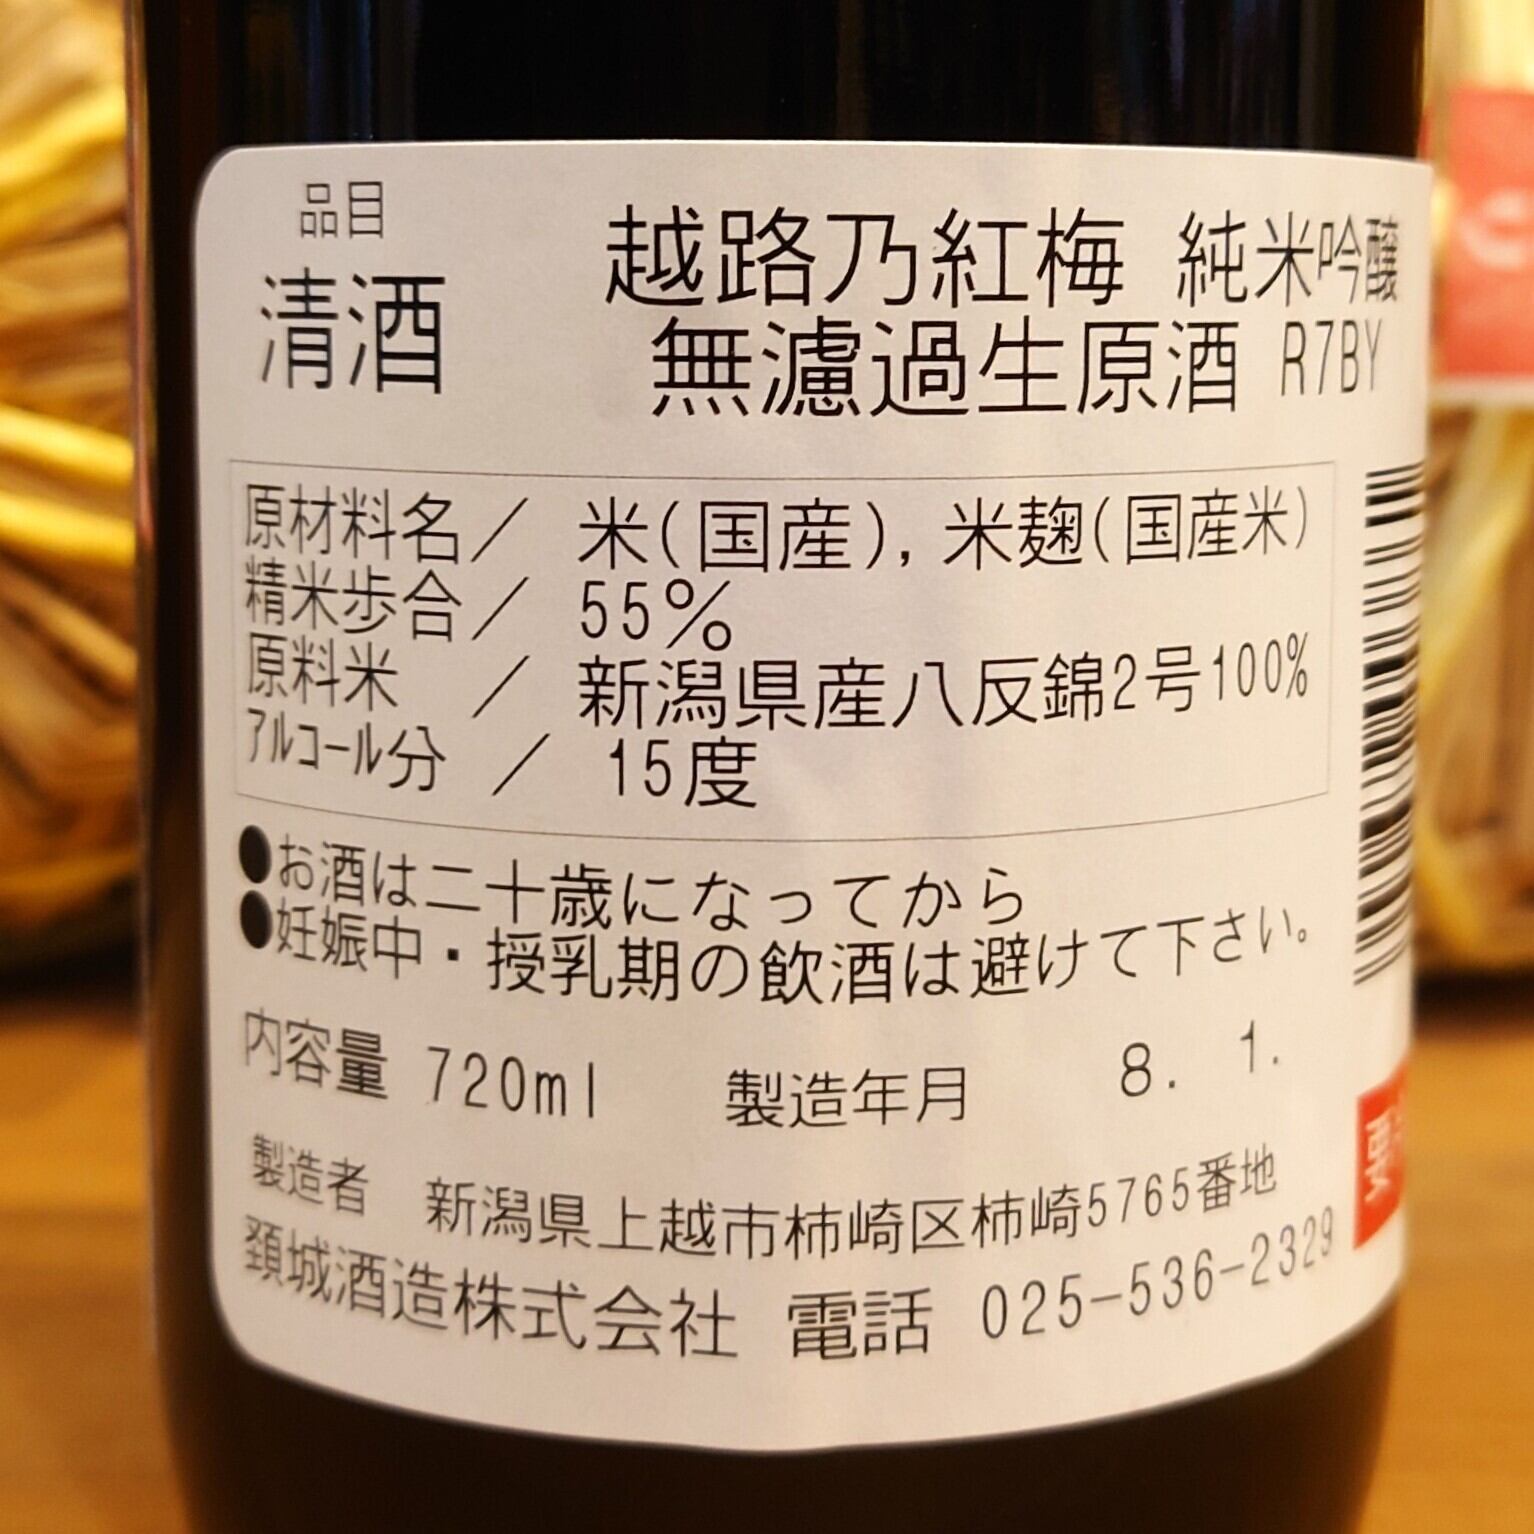 品目
清酒
越路乃紅梅 純米吟醸
無濾過生原酒 R7BY
原材料名／ 米(国産),米麹(国産米)
精米歩合／ 55%
原料米 ／ 新潟県産八反錦2号100%
ｱﾙｺｰﾙ分 ／ 15度
●お酒は二十歳になってから
●妊娠中・授乳期の飲酒は避けて下さい。
内容量 720ml 製造年月 8. 1.
製造者 新潟県上越市柿崎区柿崎5765番地
頚城酒造株式会社 電話 025-536-2329
要